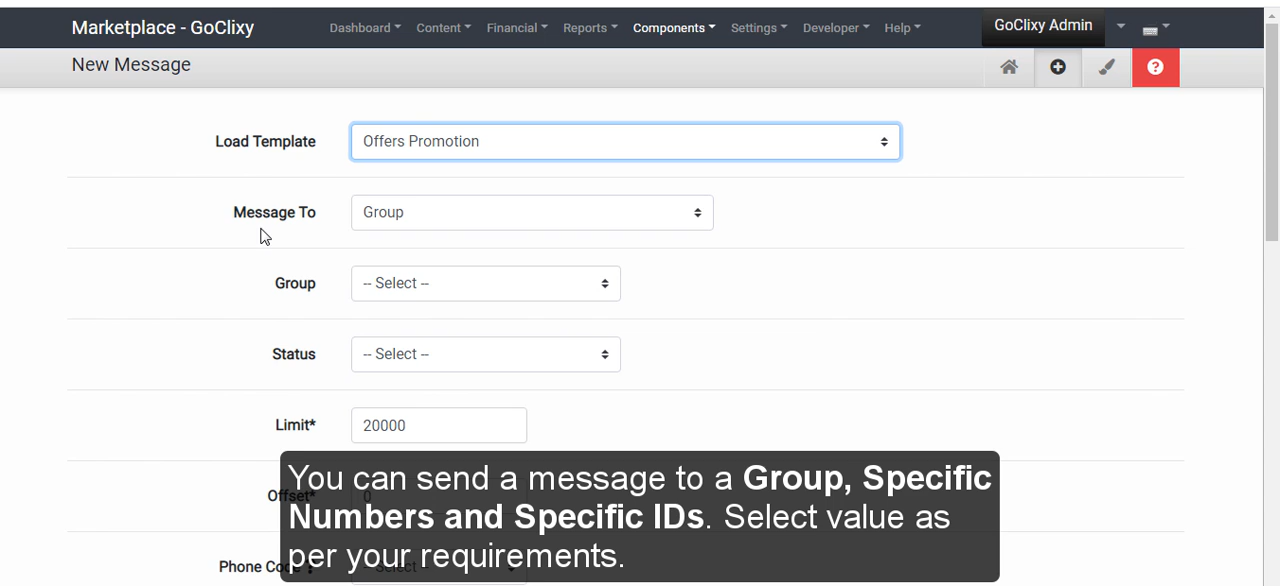 Marketplace - GoClixy Dashboard Content Financial Reports Components Settings Developer Help GoClixy Admin
New Message
Load Template Offers Promotion
Message To Group
Group -- Select --
Status -- Select --
Limit* 20000
Offset* 0
Phone Code -- Select --
You can send a message to a Group, Specific
Numbers and Specific IDs. Select value as
per your requirements.